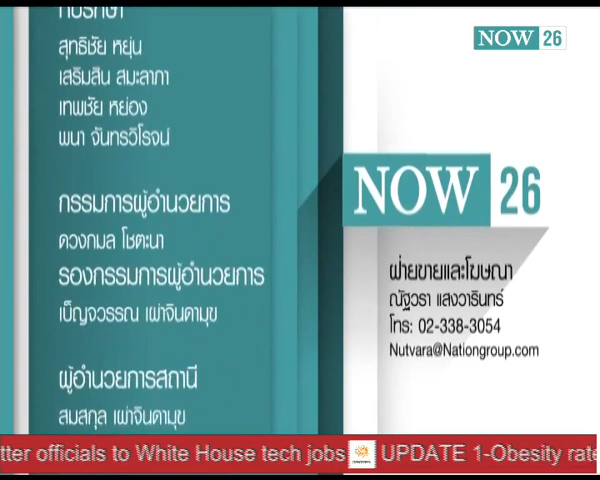 ที่ปรึกษา
สุทธิชัย หยุ่น
เสริมสิน สมะลาภา
เทพชัย หย่อง
พนา จันทรวิโรจน์
กรรมการผู้อำนวยการ
ดวงกมล โชตะนา
รองกรรมการผู้อำนวยการ
เบ็ญจวรรณ เผ่าจินดามุข
ผู้อำนวยการสถานี
สมสกุล เผ่าจินดามุข
NOW 26
NOW 26
ฝ่ายขายและโฆษณา
ณัฐวรา แสงวารินทร์
โทร: 02-338-3054
Nutvara@Nationgroup.com
tter officials to White House tech jobs UPDATE 1-Obesity rate